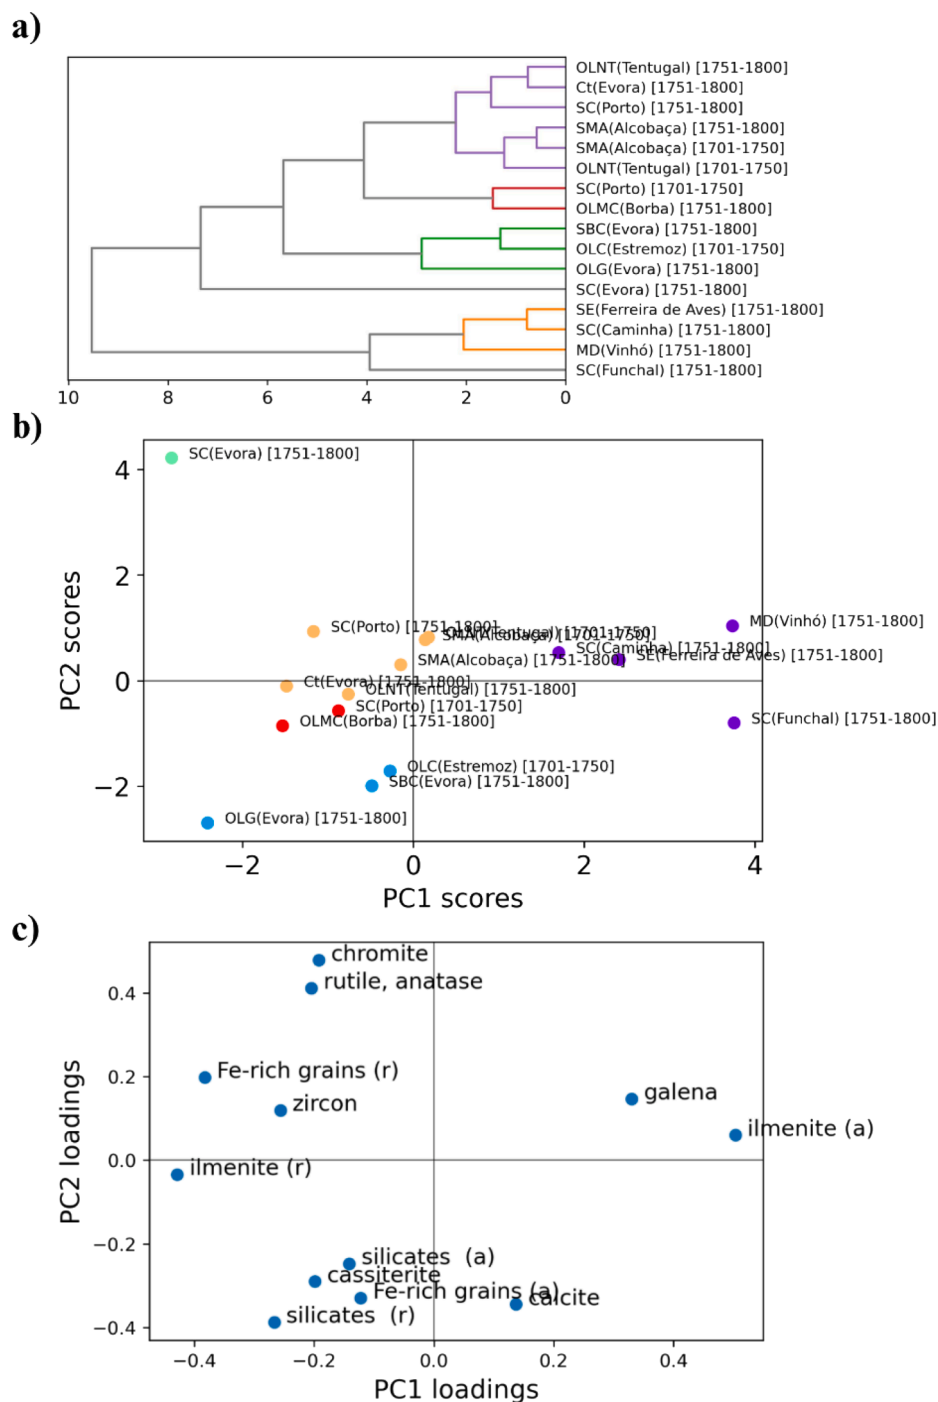 a)
OLNT(Tentugal) [1751-1800]
Ct(Evora) [1751-1800]
SC(Porto) [1751-1800]
SMA(Alcobaça) [1751-1800]
SMA(Alcobaça) [1701-1750]
OLNT(Tentugal) [1701-1750]
SC(Porto) [1701-1750]
OLMC(Borba) [1751-1800]
SBC(Evora) [1751-1800]
OLC(Estremoz) [1701-1750]
OLG(Evora) [1751-1800]
SC(Evora) [1751-1800]
SE(Ferreira de Aves) [1751-1800]
SC(Caminha) [1751-1800]
MD(Vinhó) [1751-1800]
SC(Funchal) [1751-1800]
10 8 6 4 2 0
b)
PC2 scores
4
2
0
−2
SC(Evora) [1751-1800]
MD(Vinhó) [1751-1800]
SC(Porto) [1751-1800]
OLNT(Tentugal) [1701-1750]
SMA(Alcobaça) [1701-1750]
SC(Caminha) [1751-1800]
SE(Ferreira de Aves) [1751-1800]
SMA(Alcobaça) [1751-1800]
Ct(Evora) [1751-1800]
OLNT(Tentugal) [1751-1800]
SC(Porto) [1701-1750]
OLMC(Borba) [1751-1800]
SC(Funchal) [1751-1800]
OLC(Estremoz) [1701-1750]
SBC(Evora) [1751-1800]
OLG(Evora) [1751-1800]
−2 0 2 4
PC1 scores
c)
PC2 loadings
0.4
0.2
0.0
−0.2
−0.4
chromite
rutile, anatase
Fe-rich grains (r)
zircon
galena
ilmenite (a)
ilmenite (r)
silicates (a)
cassiterite
Fe-rich grains (a)
calcite
silicates (r)
−0.4 −0.2 0.0 0.2 0.4
PC1 loadings